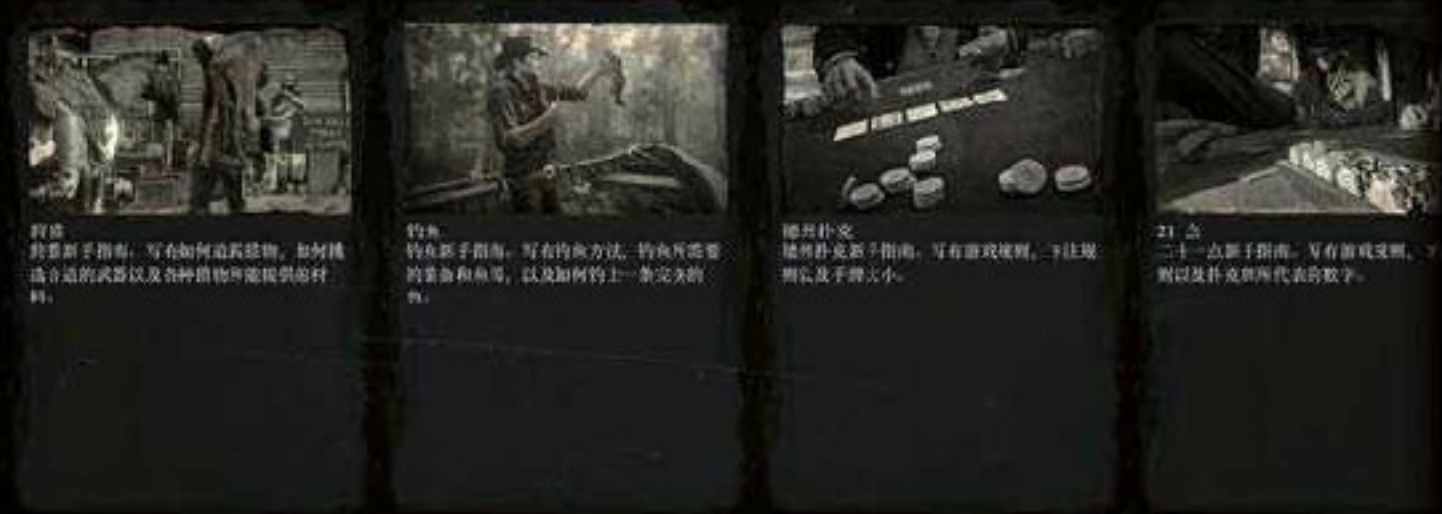 狩猎
狩猎新手指南。写有如何追踪猎物，如何挑
选合适的武器以及各种猎物所能提供的材
料。
钓鱼
钓鱼新手指南。写有钓鱼方法，钓鱼所需要
的装备和鱼饵，以及如何钓上一条完美的
鱼。
德州扑克
德州扑克新手指南。写有游戏规则，下注规
则以及手牌大小。
21 点
二十一点新手指南。写有游戏规则，下
则以及扑克牌所代表的数字。